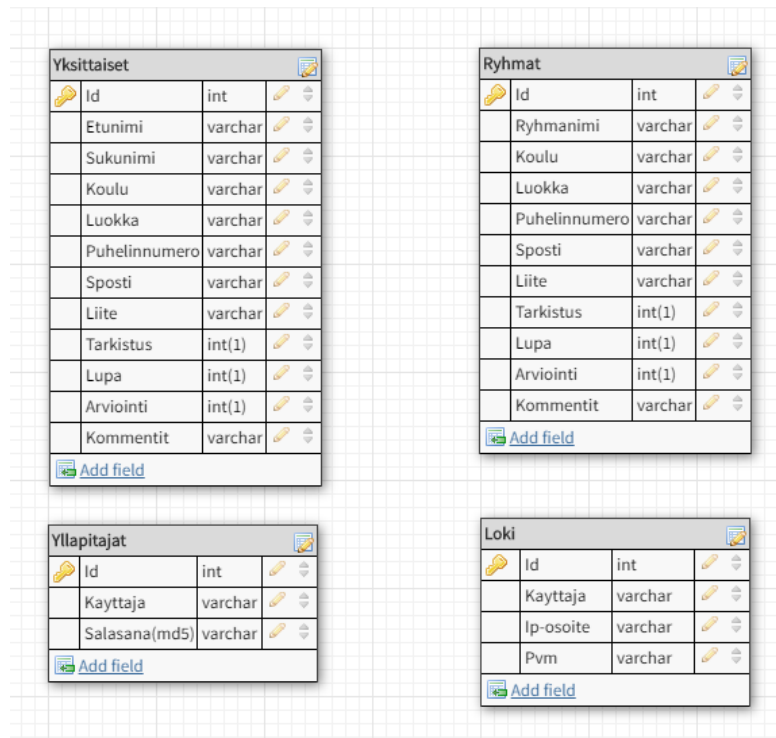 Yksittaiset
Id int
Etunimi varchar
Sukunimi varchar
Koulu varchar
Luokka varchar
Puhelinnumero varchar
Sposti varchar
Liite varchar
Tarkistus int(1)
Lupa int(1)
Arviointi int(1)
Kommentit varchar
Add field
Ryhmat
Id int
Ryhmanimi varchar
Koulu varchar
Luokka varchar
Puhelinnumero varchar
Sposti varchar
Liite varchar
Tarkistus int(1)
Lupa int(1)
Arviointi int(1)
Kommentit varchar
Add field
Yllapitajat
Id int
Kayttaja varchar
Salasana(md5) varchar
Add field
Loki
Id int
Kayttaja varchar
Ip-osoite varchar
Pvm varchar
Add field